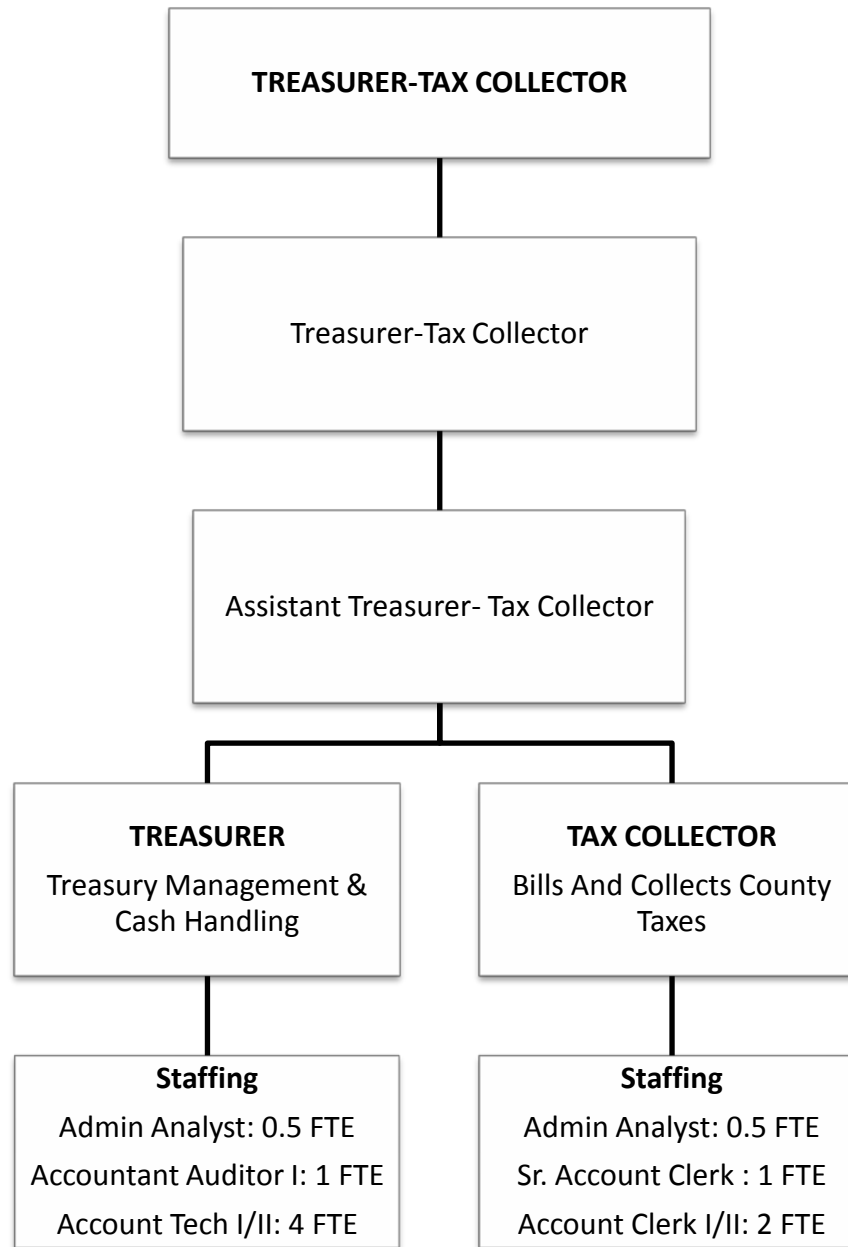 TREASURER-TAX COLLECTOR
Treasurer-Tax Collector
Assistant Treasurer- Tax Collector
TREASURER
Treasury Management &
Cash Handling
TAX COLLECTOR
Bills And Collects County
Taxes
Staffing
Admin Analyst: 0.5 FTE
Accountant Auditor I: 1 FTE
Account Tech I/II: 4 FTE
Staffing
Admin Analyst: 0.5 FTE
Sr. Account Clerk : 1 FTE
Account Clerk I/II: 2 FTE